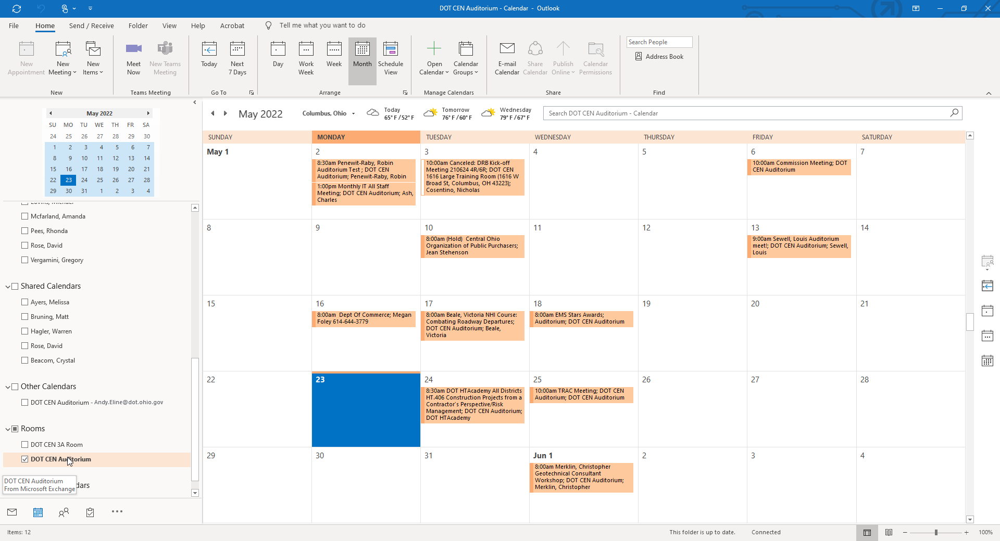 DOT CEN Auditorium - Calendar - Outlook
File Home Send / Receive Folder View Help Acrobat Tell me what you want to do
New Appointment
New Meeting
New Items
New
Meet Now
New Teams Meeting
Teams Meeting
Today
Next 7 Days
Go To
Day
Work Week
Week
Month
Schedule View
Arrange
Open Calendar
Calendar Groups
Manage Calendars
E-mail Calendar
Share Calendar
Publish Online
Calendar Permissions
Share
Search People
Address Book
Find
May 2022
SU MO TU WE TH FR SA
24 25 26 27 28 29 30
1 2 3 4 5 6 7
8 9 10 11 12 13 14
15 16 17 18 19 20 21
22 23 24 25 26 27 28
29 30 31 1 2 3 4
Mcfarland, Amanda
Pees, Rhonda
Rose, David
Vergamini, Gregory
Shared Calendars
Ayers, Melissa
Bruning, Matt
Hagler, Warren
Rose, David
Beacom, Crystal
Other Calendars
DOT CEN Auditorium - Andy.Eline@dot.ohio.gov
Rooms
DOT CEN 3A Room
DOT CEN Auditorium
DOT CEN Auditorium
From Microsoft Exchange
May 2022
Columbus, Ohio
Today
65° F / 52° F
Tomorrow
76° F / 60° F
Wednesday
79° F / 67° F
Search DOT CEN Auditorium - Calendar
SUNDAY MONDAY TUESDAY WEDNESDAY THURSDAY FRIDAY SATURDAY
May 1
2
8:30am Penewit-Raby, Robin
Auditorium Test ; DOT CEN
Auditorium; Penewit-Raby, Robin
1:00pm Monthly IT All Staff
Meeting; DOT CEN Auditorium; Ash,
Charles
3
10:00am Canceled: DRB Kick-off
Meeting 210624 4R/6R; DOT CEN
1616 Large Training Room (1616 W
Broad St, Columbus, OH 43223);
Cosentino, Nicholas
4
5
6
10:00am Commission Meeting; DOT
CEN Auditorium
7
8
9
10
8:00am (Hold) Central Ohio
Organization of Public Purchasers;
Jean Stehenson
11
12
13
9:00am Sewell, Louis Auditorium
meet!; DOT CEN Auditorium; Sewell,
Louis
14
15
16
8:00am Dept Of Commerce; Megan
Foley 614-644-3779
17
8:00am Beale, Victoria NHI Course:
Combating Roadway Departures;
DOT CEN Auditorium; Beale,
Victoria
18
8:00am EMS Stars Awards;
Auditorium; DOT CEN Auditorium
19
20
21
22
23
24
8:30am DOT HTAcademy All Districts
HT.406 Construction Projects from a
Contractor's Perspective/Risk
Management; DOT CEN Auditorium;
DOT HTAcademy
25
10:00am TRAC Meeting; DOT CEN
Auditorium; DOT CEN Auditorium
26
27
28
29
30
31
Jun 1
8:00am Merklin, Christopher
Geotechnical Consultant
Workshop; DOT CEN Auditorium;
Merklin, Christopher
2
3
4
Items: 12
This folder is up to date.
Connected
100%